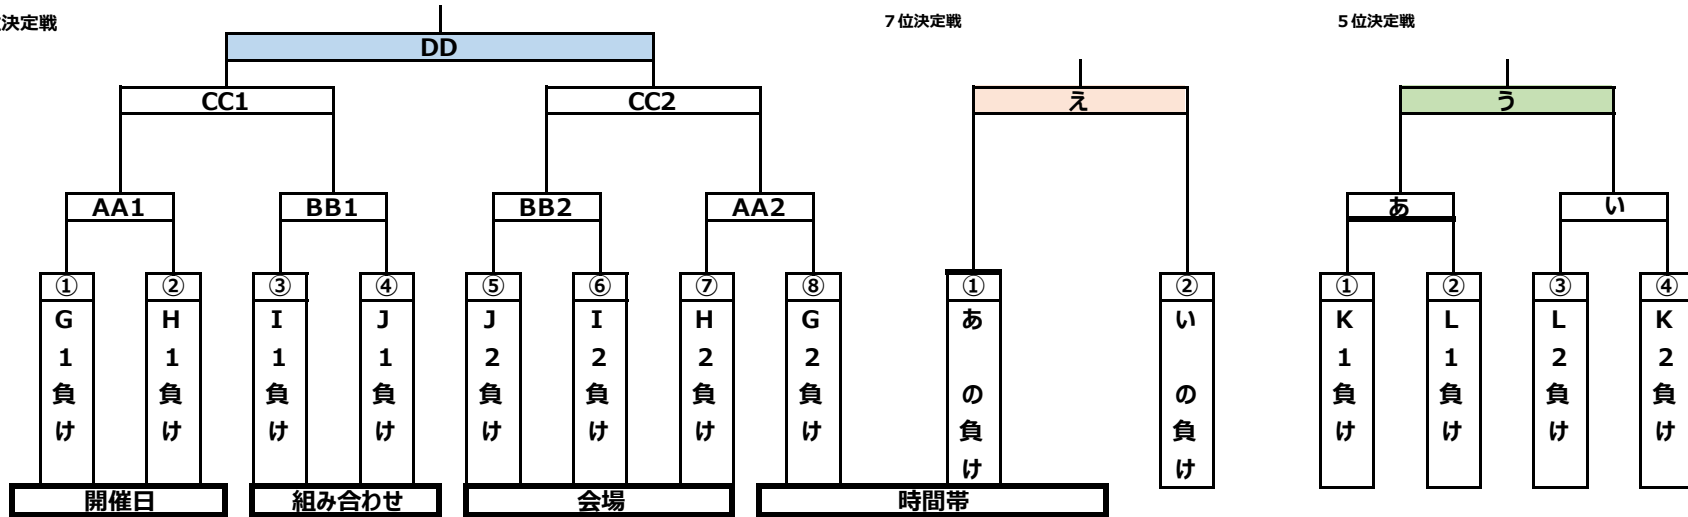 決定戦
７位決定戦
５位決定戦
DD
CC1
CC2
え
う
AA1
BB1
BB2
AA2
あ
い
①
②
③
④
⑤
⑥
⑦
⑧
①
②
①
②
③
④
G1負け
H1負け
I1負け
J1負け
J2負け
I2負け
H2負け
G2負け
あ の負け
い の負け
K1負け
L1負け
L2負け
K2負け
開催日
組み合わせ
会場
時間帯